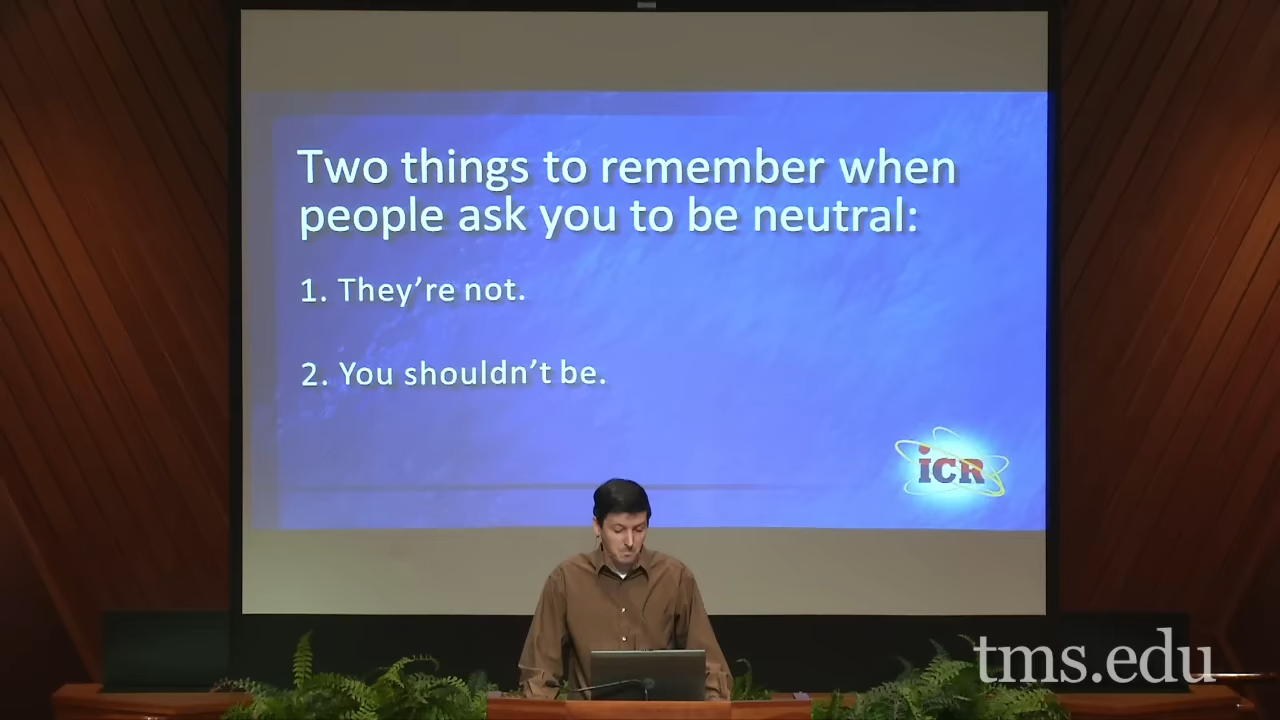 Two things to remember when
people ask you to be neutral:
1. They're not.
2. You shouldn't be.
iCR
tms.edu